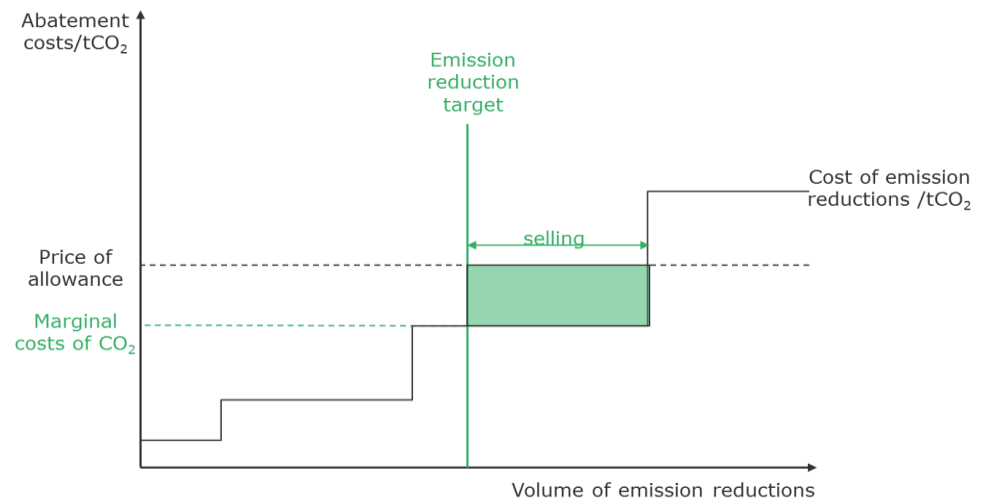 Abatement
costs/tCO₂
Emission
reduction
target
Cost of emission
reductions /tCO₂
selling
Price of
allowance
Marginal
costs of CO₂
Volume of emission reductions